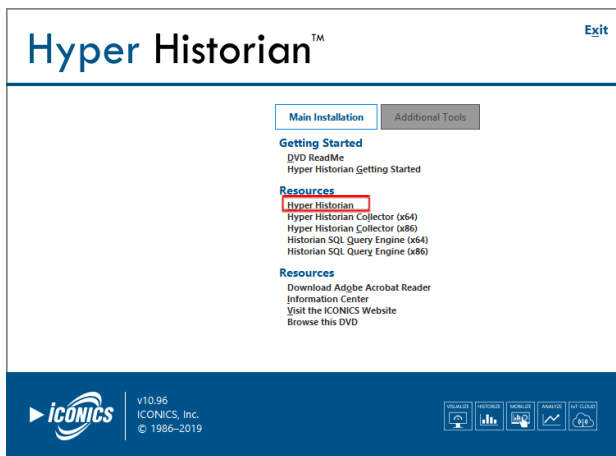 Exit
Hyper Historian™
Main Installation
Additional Tools
Getting Started
DVD ReadMe
Hyper Historian Getting Started
Resources
Hyper Historian
Hyper Historian Collector (x64)
Hyper Historian Collector (x86)
Historian SQL Query Engine (x64)
Historian SQL Query Engine (x86)
Resources
Download Adobe Acrobat Reader
Information Center
Visit the ICONICS Website
Browse this DVD
ICONICS
v10.96
ICONICS, Inc.
© 1986–2019
VISUALIZE
HISTORIZE
MOBILIZE
ANALYZE
IoT CLOUD